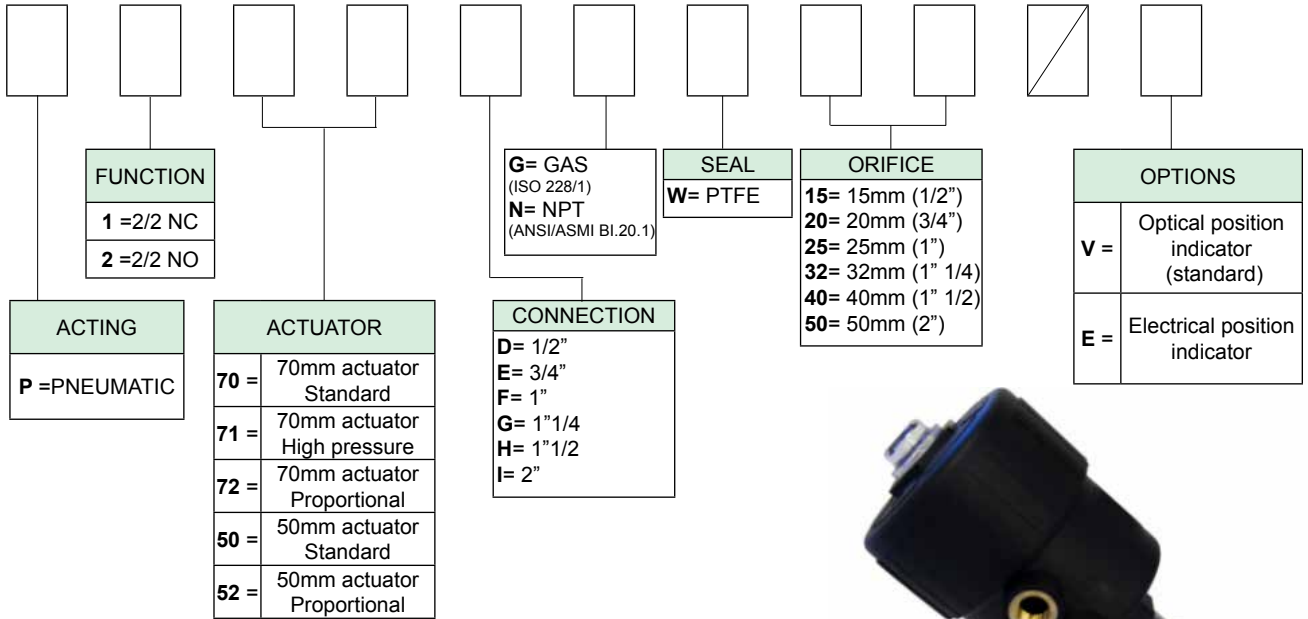 FUNCTION
1 =2/2 NC
2 =2/2 NO
G= GAS
(ISO 228/1)
N= NPT
(ANSI/ASMI BI.20.1)
SEAL
W= PTFE
ORIFICE
15= 15mm (1/2”)
20= 20mm (3/4”)
25= 25mm (1”)
32= 32mm (1” 1/4)
40= 40mm (1” 1/2)
50= 50mm (2”)
OPTIONS
V = Optical position
indicator
(standard)
E = Electrical position
indicator
ACTING
P =PNEUMATIC
ACTUATOR
70 = 70mm actuator
Standard
71 = 70mm actuator
High pressure
72 = 70mm actuator
Proportional
50 = 50mm actuator
Standard
52 = 50mm actuator
Proportional
CONNECTION
D= 1/2”
E= 3/4”
F= 1”
G= 1”1/4
H= 1”1/2
I= 2”